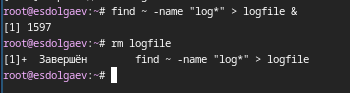 root@esdolgaev:~# find ~ -name "log*" > logfile &
[1] 1597
root@esdolgaev:~# rm logfile
[1]+  Завершён        find ~ -name "log*" > logfile
root@esdolgaev:~#